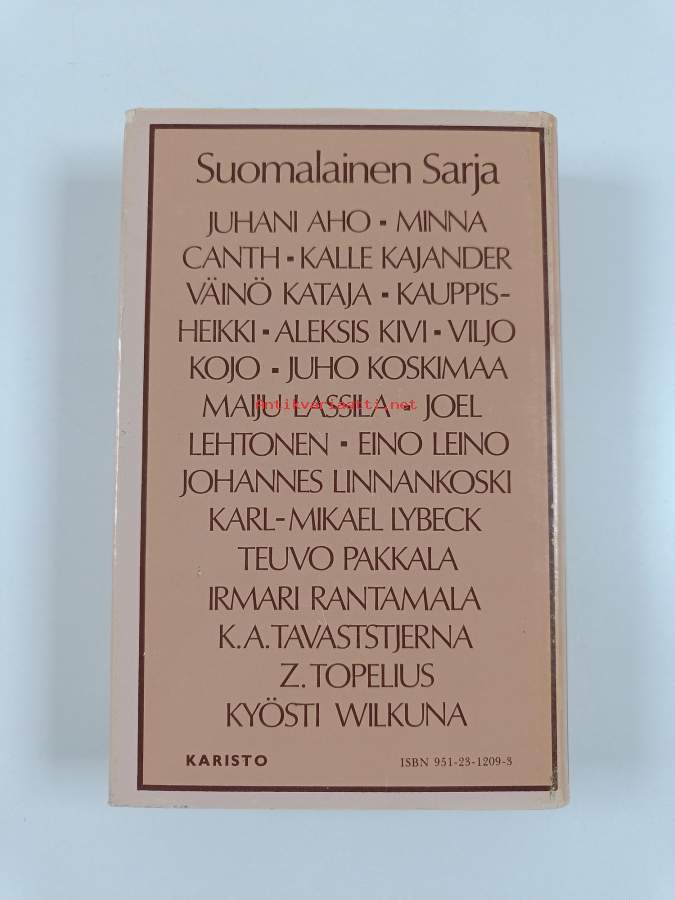 Suomalainen Sarja
JUHANI AHO ▪ MINNA
CANTH ▪ KALLE KAJANDER
VÄINÖ KATAJA ▪ KAUPPIS-
HEIKKI ▪ ALEKSIS KIVI ▪ VILJO
KOJO ▪ JUHO KOSKIMAA
MAIJU LASSILA ▪ JOEL
Antikvariaatti.net
LEHTONEN ▪ EINO LEINO
JOHANNES LINNANKOSKI
KARL-MIKAEL LYBECK
TEUVO PAKKALA
IRMARI RANTAMALA
K.A.TAVASTSTJERNA
Z.TOPELIUS
KYÖSTI WILKUNA
KARISTO
ISBN 951-23-1209-3